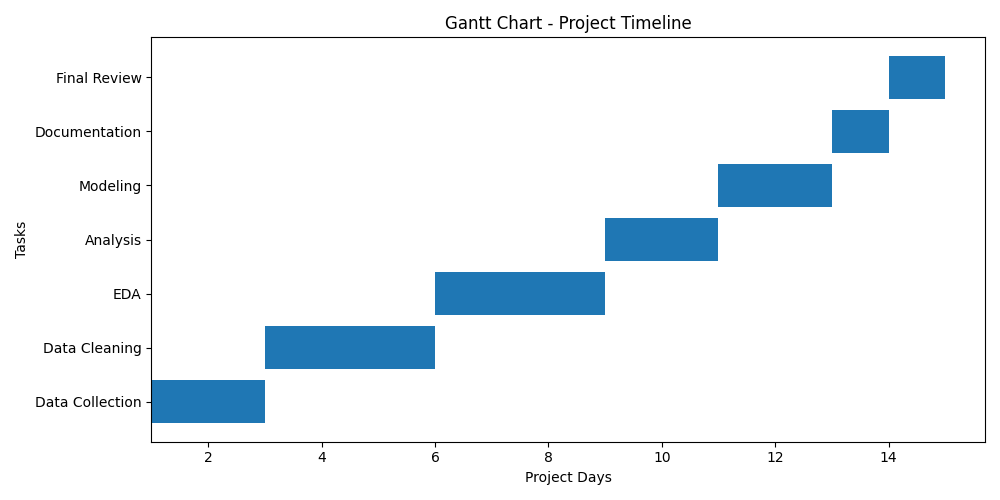 Gantt Chart - Project Timeline
Final Review
Documentation
Modeling
Analysis
EDA
Data Cleaning
Data Collection
Tasks
2 4 6 8 10 12 14
Project Days